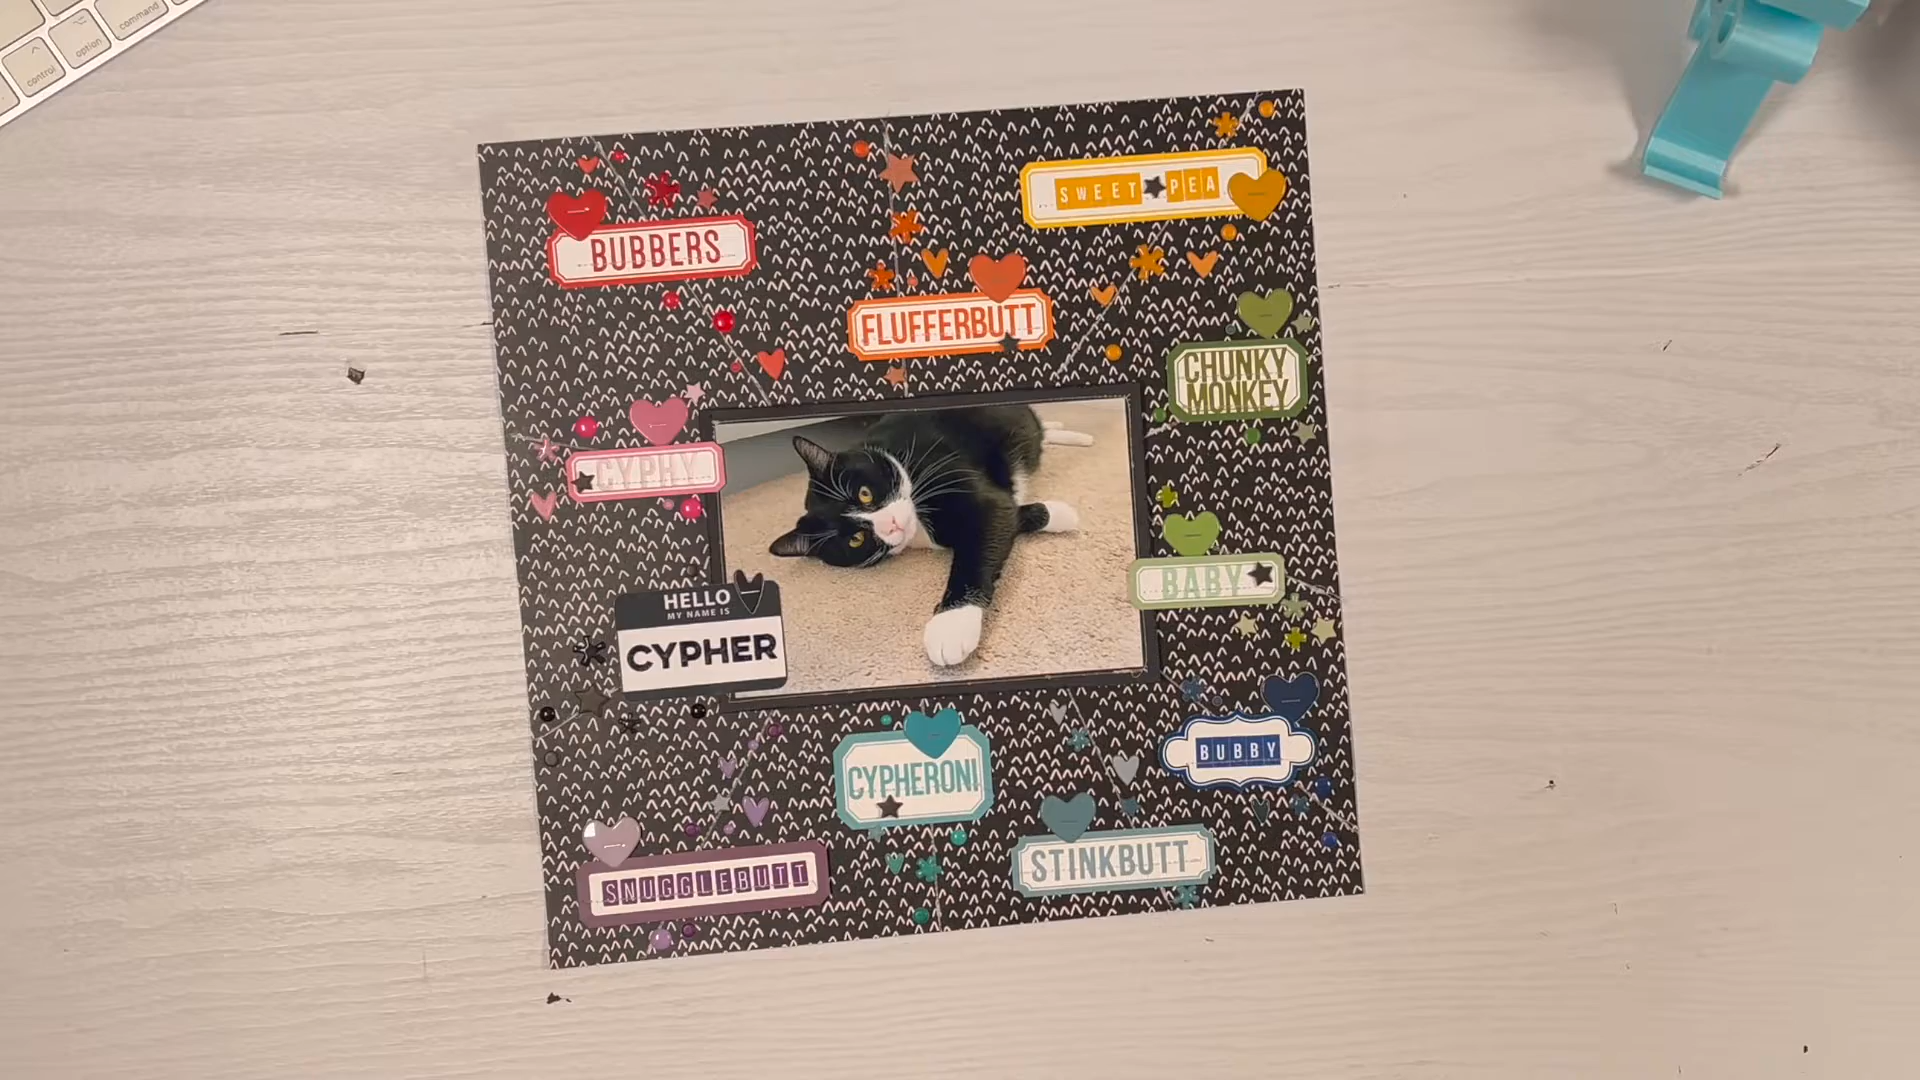 command
option
control
SWEET PEA
BUBBERS
FLUFFERBUTT
CHUNKY
MONKEY
CYPHY
BABY
HELLO
MY NAME IS
CYPHER
BUBBY
CYPHERONI
STINKBUTT
SNUGGLEBUTT